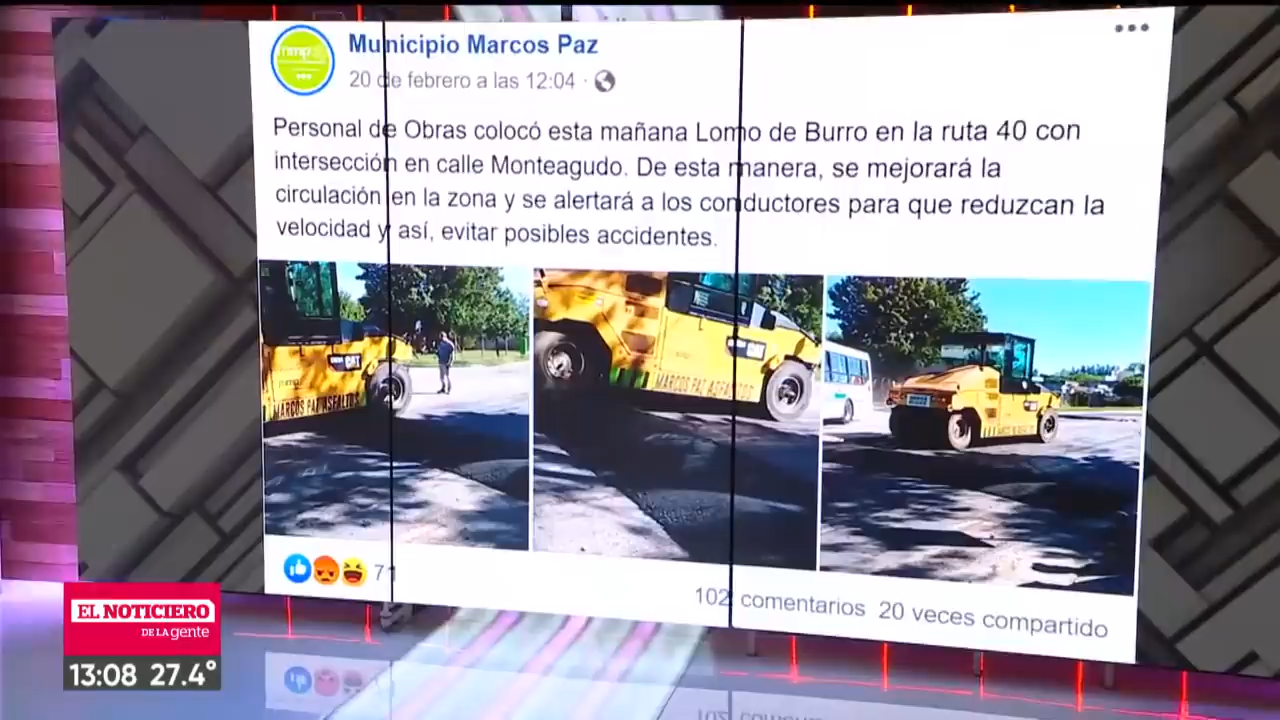 Municipio Marcos Paz
20 de febrero a las 12:04 ·
Personal de Obras colocó esta mañana Lomo de Burro en la ruta 40 con
intersección en calle Monteagudo. De esta manera, se mejorará la
circulación en la zona y se alertará a los conductores para que reduzcan la
velocidad y así, evitar posibles accidentes.
CAT
MARCOS PAZ ASFALTOS
CAT
MARCOS PAZ ASFALTOS
71
102 comentarios 20 veces compartido
EL NOTICIERO
DE LA gente
13:08 27.4°